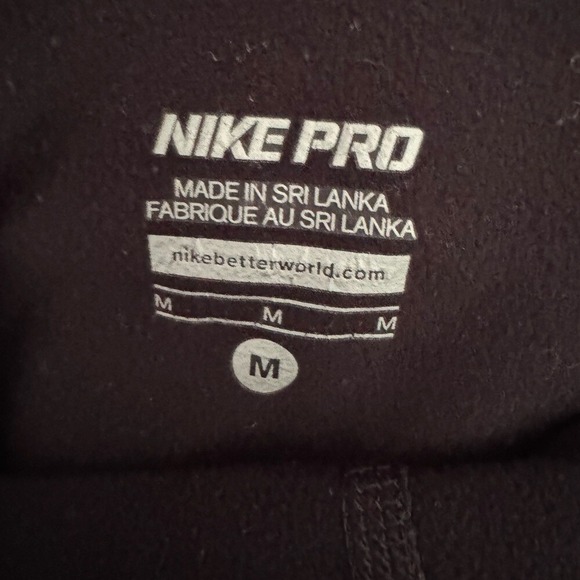 NIKE PRO
MADE IN SRI LANKA
FABRIQUE AU SRI LANKA
nikebetterworld.com
M M M
M